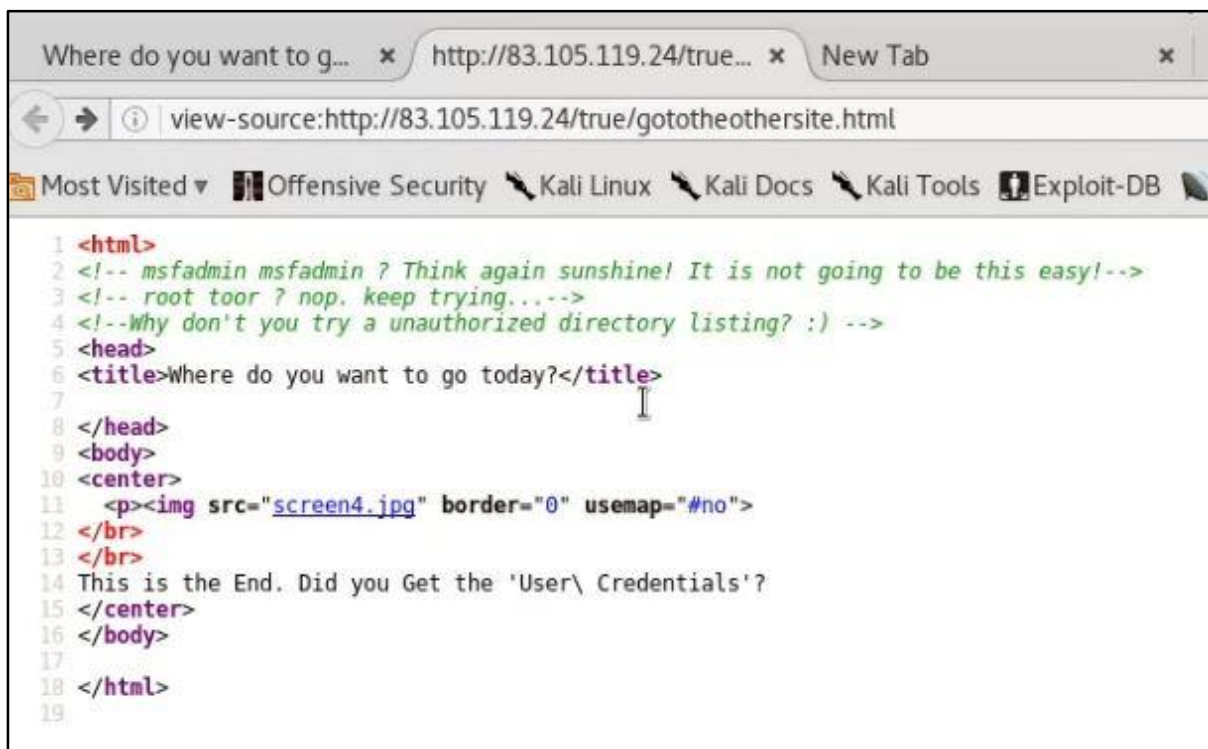 Where do you want to g... × http://83.105.119.24/true... × New Tab ×
view-source:http://83.105.119.24/true/gototheothersite.html
Most Visited Offensive Security Kali Linux Kali Docs Kali Tools Exploit-DB
1 <html>
2 <!-- msfadmin msfadmin ? Think again sunshine! It is not going to be this easy!-->
3 <!-- root toor ? nop. keep trying...-->
4 <!--Why don't you try a unauthorized directory listing? :) -->
5 <head>
6 <title>Where do you want to go today?</title>
7
8 </head>
9 <body>
10 <center>
11 <p><img src="screen4.jpg" border="0" usemap="#no">
12 </br>
13 </br>
14 This is the End. Did you Get the 'User\ Credentials'?
15 </center>
16 </body>
17
18 </html>
19